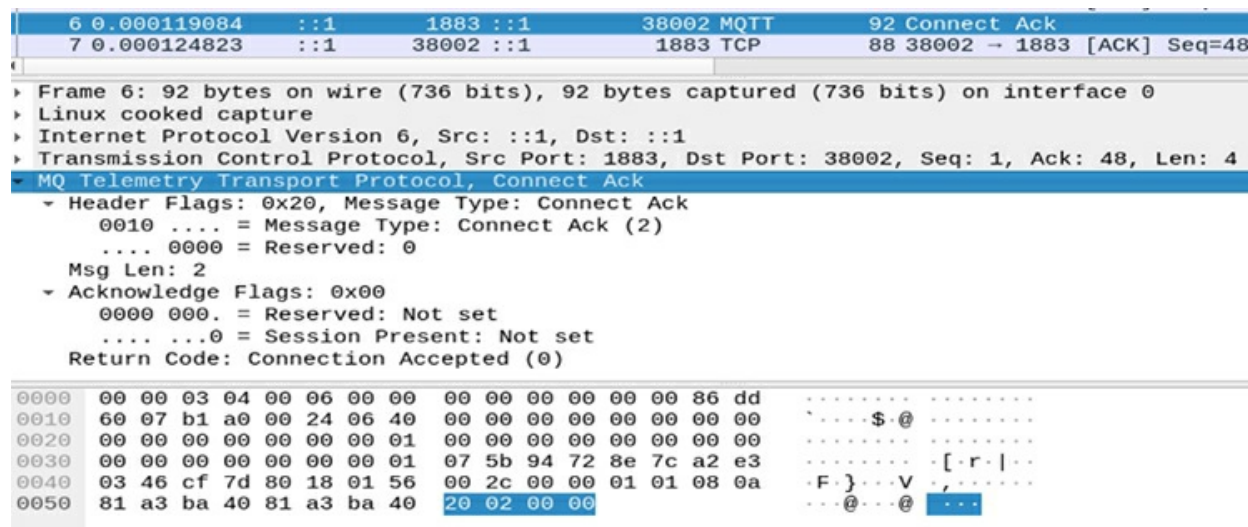 6 0.000119084 ::1 1883 ::1 38002 MQTT 92 Connect Ack
7 0.000124823 ::1 38002 ::1 1883 TCP 88 38002 → 1883 [ACK] Seq=48
Frame 6: 92 bytes on wire (736 bits), 92 bytes captured (736 bits) on interface 0
Linux cooked capture
Internet Protocol Version 6, Src: ::1, Dst: ::1
Transmission Control Protocol, Src Port: 1883, Dst Port: 38002, Seq: 1, Ack: 48, Len: 4
MQ Telemetry Transport Protocol, Connect Ack
Header Flags: 0x20, Message Type: Connect Ack
0010 .... = Message Type: Connect Ack (2)
.... 0000 = Reserved: 0
Msg Len: 2
Acknowledge Flags: 0x00
0000 000. = Reserved: Not set
.... ...0 = Session Present: Not set
Return Code: Connection Accepted (0)
0000 00 00 03 04 00 06 00 00 00 00 00 00 00 00 86 dd ········ ········
0010 60 07 b1 a0 00 24 06 40 00 00 00 00 00 00 00 00 `····$·@ ········
0020 00 00 00 00 00 00 00 01 00 00 00 00 00 00 00 00 ········ ········
0030 00 00 00 00 00 00 00 01 07 5b 94 72 8e 7c a2 e3 ········ ·[·r·|··
0040 03 46 cf 7d 80 18 01 56 00 2c 00 00 01 01 08 0a ·F·}···V ·,······
0050 81 a3 ba 40 81 a3 ba 40 20 02 00 00 ···@···@ ···